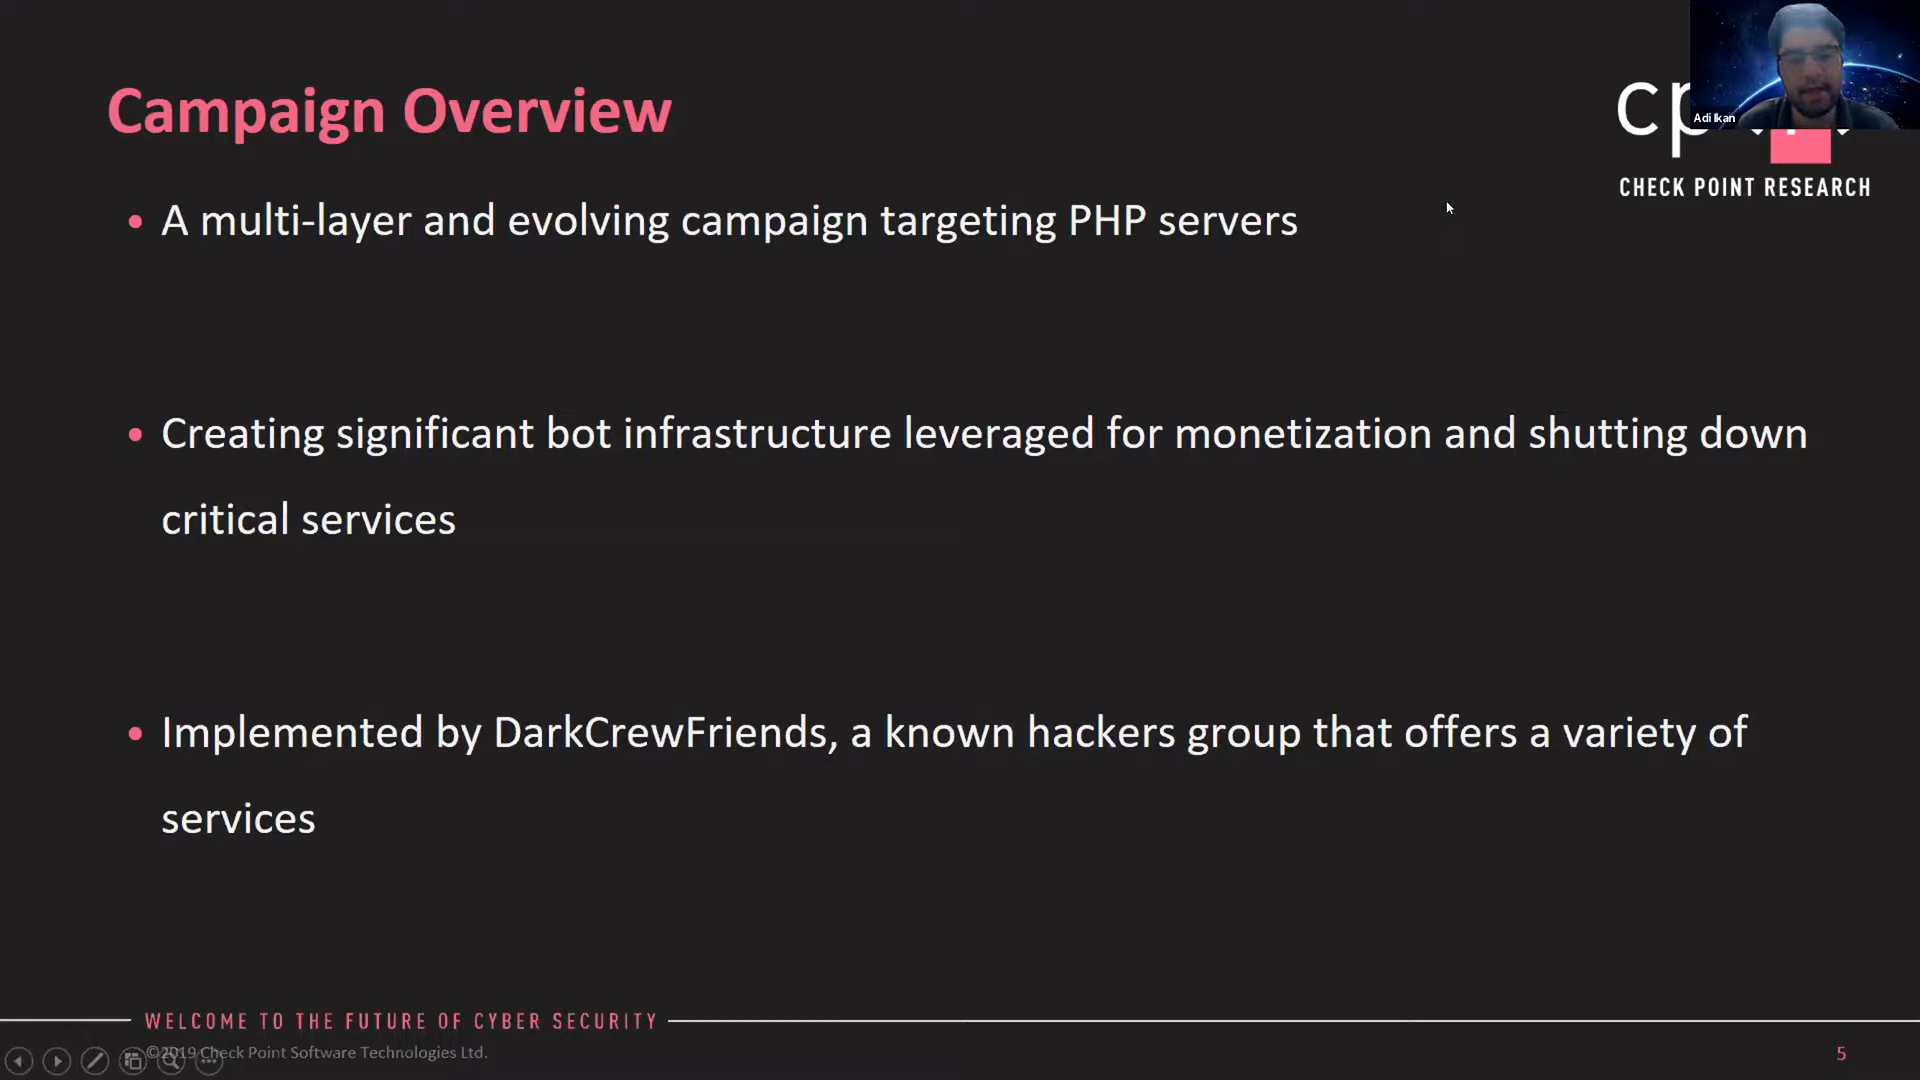 Campaign Overview
Adi Ikan
CHECK POINT RESEARCH
• A multi-layer and evolving campaign targeting PHP servers
• Creating significant bot infrastructure leveraged for monetization and shutting down
critical services
• Implemented by DarkCrewFriends, a known hackers group that offers a variety of
services
WELCOME TO THE FUTURE OF CYBER SECURITY
©2019 Check Point Software Technologies Ltd.
5